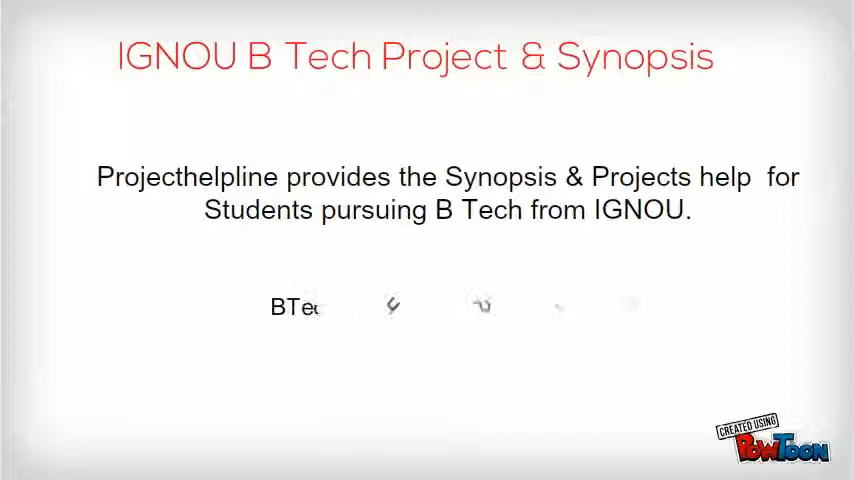 IGNOU B Tech Project & Synopsis
Projecthelpline provides the Synopsis & Projects help for
Students pursuing B Tech from IGNOU.
CREATED USING
POWTOON